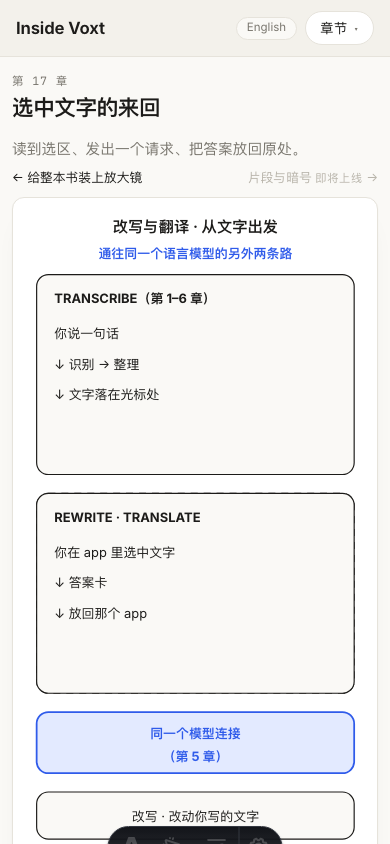 Inside Voxt
English
章节
第 17 章
选中文字的来回
读到选区、发出一个请求、把答案放回原处。
← 给整本书装上放大镜
片段与暗号 即将上线 →
改写与翻译 · 从文字出发
通往同一个语言模型的另外两条路
TRANSCRIBE（第 1–6 章）
你说一句话
↓ 识别 → 整理
↓ 文字落在光标处
REWRITE · TRANSLATE
你在 app 里选中文字
↓ 答案卡
↓ 放回那个 app
同一个模型连接
（第 5 章）
改写 · 改动你写的文字